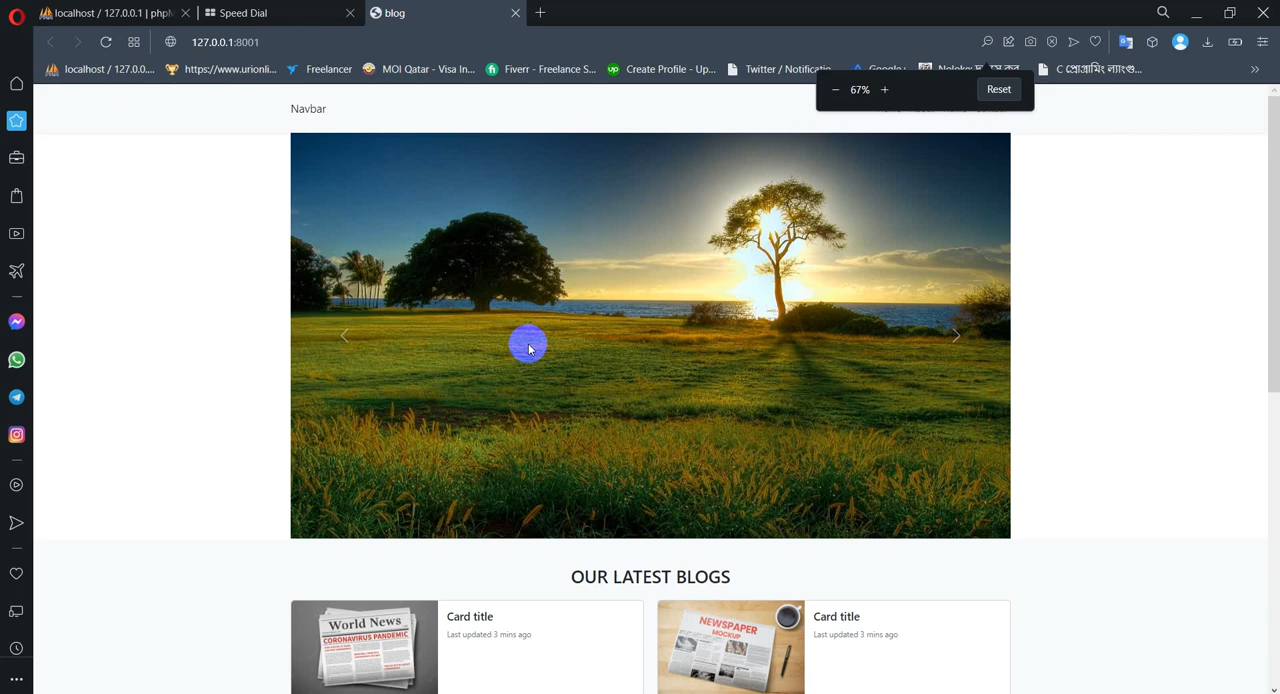 localhost / 127.0.0.1 | phpM
Speed Dial
blog
127.0.0.1:8001
localhost / 127.0.0....
https://www.urionli...
Freelancer
MOI Qatar - Visa In...
Fiverr - Freelance S...
Create Profile - Up...
Twitter / Notificatio
C প্রোগ্রামিং ল্যাংগু...
67%
Reset
Navbar
OUR LATEST BLOGS
World News
CORONAVIRUS PANDEMIC
Card title
Last updated 3 mins ago
NEWSPAPER
MOCKUP
Card title
Last updated 3 mins ago